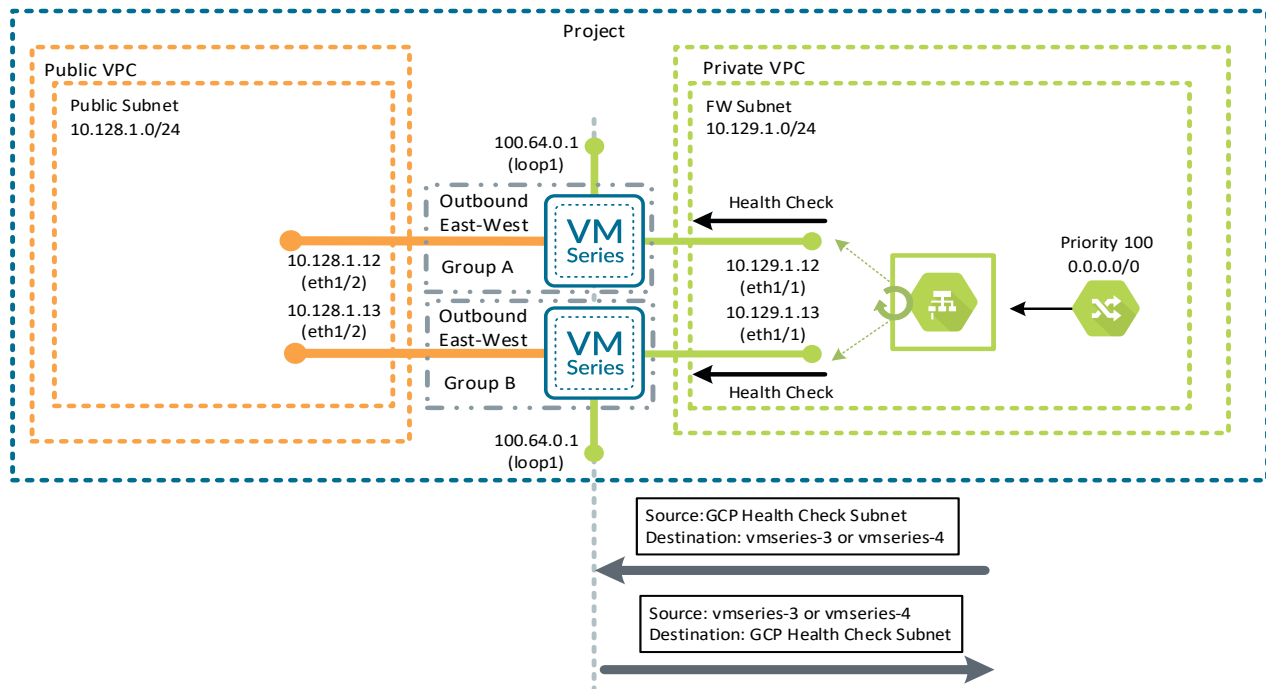 Project
Public VPC
Public Subnet
10.128.1.0/24
Private VPC
FW Subnet
10.129.1.0/24
100.64.0.1
(loop1)
Outbound
East-West
Group A
VM
Series
Health Check
10.128.1.12
(eth1/2)
10.129.1.12
(eth1/1)
Priority 100
0.0.0.0/0
10.128.1.13
(eth1/2)
Outbound
East-West
Group B
VM
Series
10.129.1.13
(eth1/1)
Health Check
100.64.0.1
(loop1)
Source:GCP Health Check Subnet
Destination: vmseries-3 or vmseries-4
Source: vmseries-3 or vmseries-4
Destination: GCP Health Check Subnet